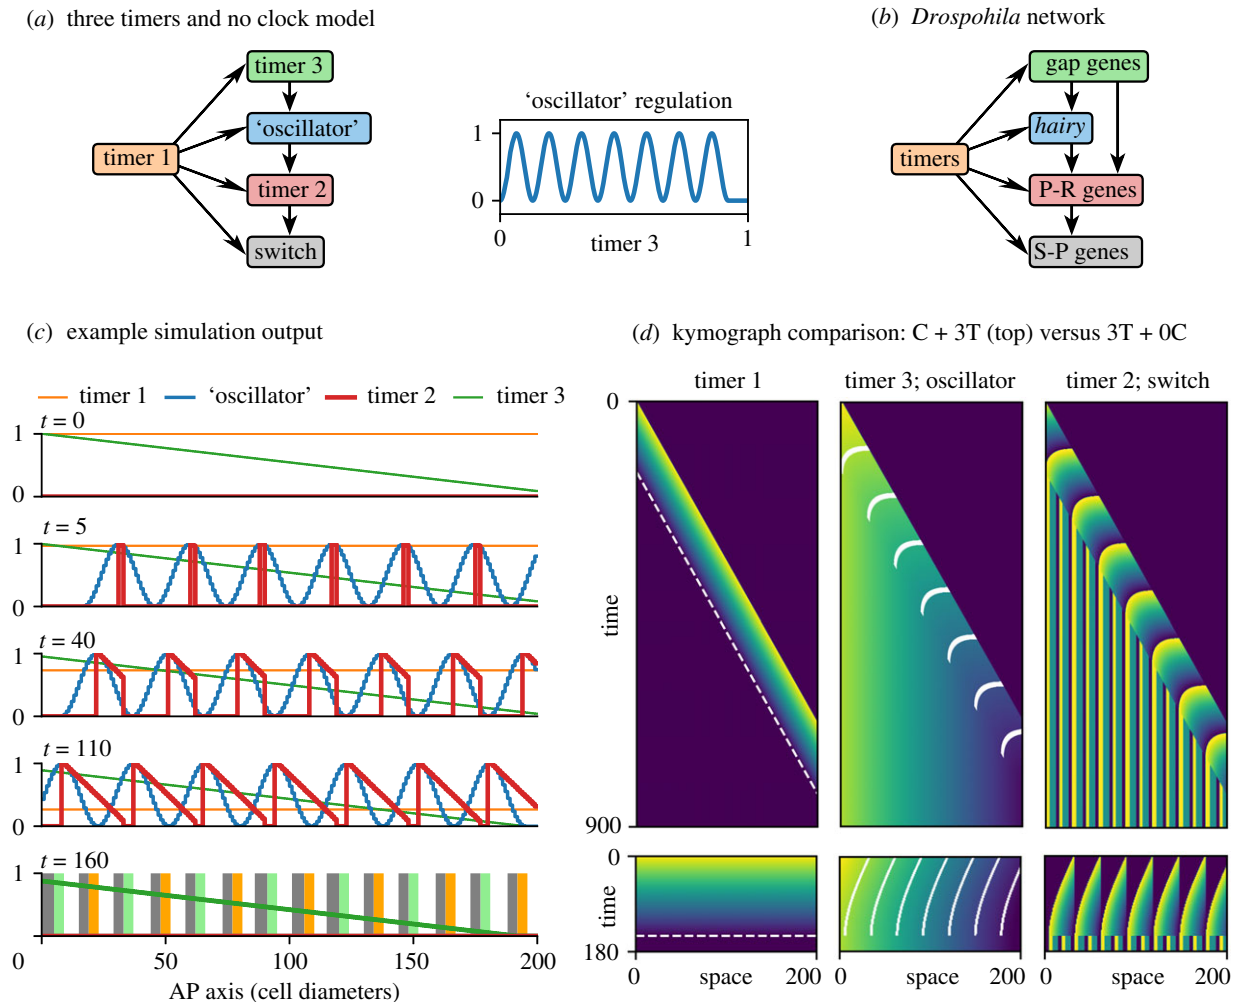 (a) three timers and no clock model
timer 3
‘oscillator’
timer 1
timer 2
switch
‘oscillator’ regulation
1
0
0
timer 3
1
(b) Drospohila network
gap genes
hairy
timers
P-R genes
S-P genes
(c) example simulation output
timer 1
‘oscillator’
timer 2
timer 3
t = 0
1
0
t = 5
1
0
t = 40
1
0
t = 110
1
0
t = 160
1
0
50
100
150
200
AP axis (cell diameters)
(d) kymograph comparison: C + 3T (top) versus 3T + 0C
timer 1
timer 3; oscillator
timer 2; switch
0
time
900
0
time
180
0
space
200
0
space
200
0
space
200